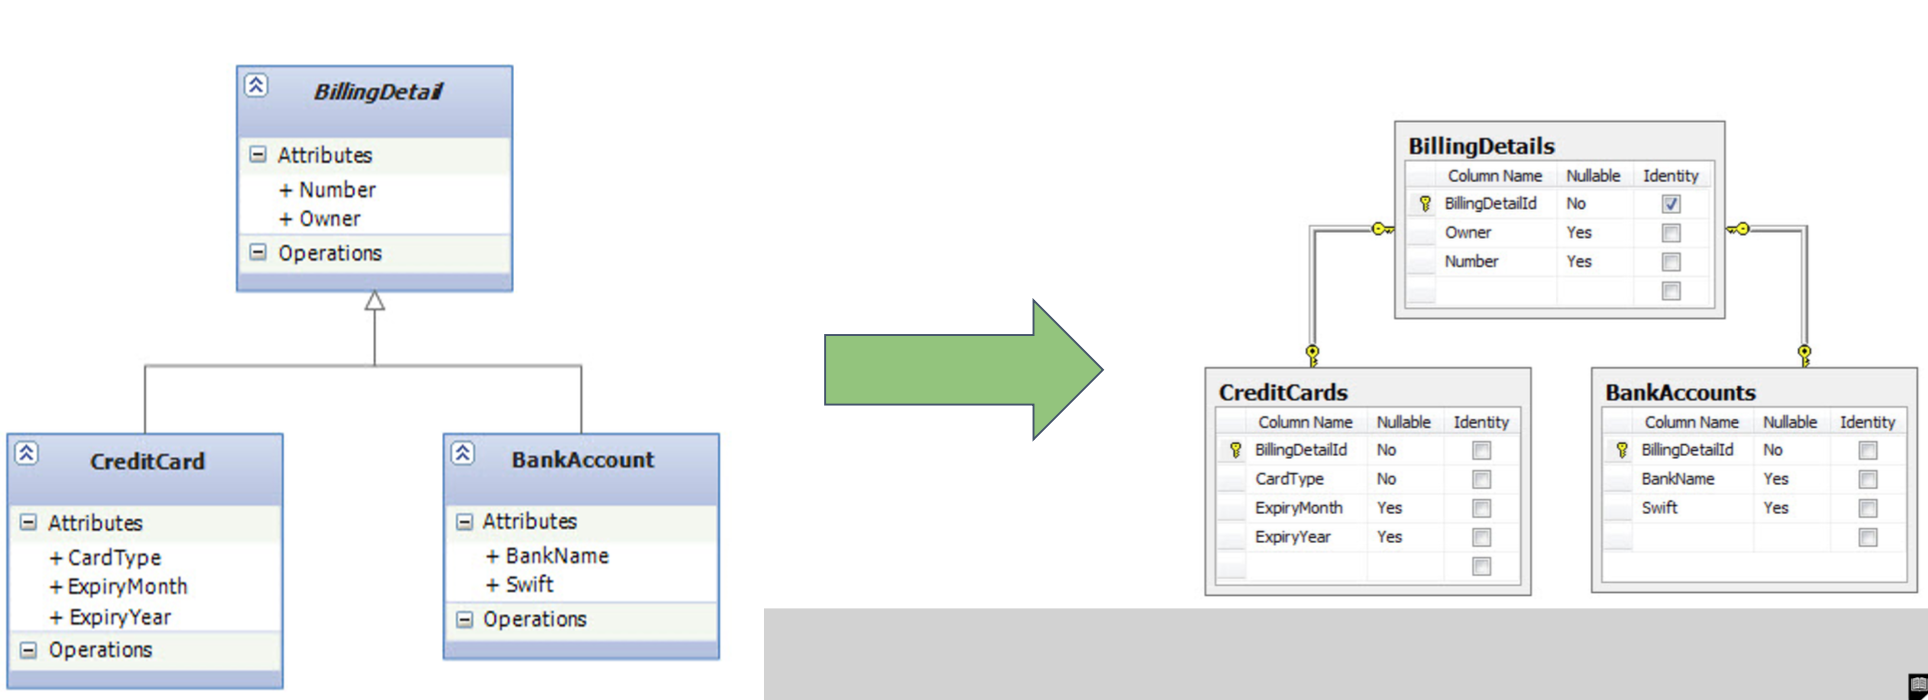 BillingDetail
Attributes
+ Number
+ Owner
Operations
CreditCard
Attributes
+ CardType
+ ExpiryMonth
+ ExpiryYear
Operations
BankAccount
Attributes
+ BankName
+ Swift
Operations
BillingDetails
Column Name Nullable Identity
BillingDetailId No
Owner Yes
Number Yes
CreditCards
Column Name Nullable Identity
BillingDetailId No
CardType No
ExpiryMonth Yes
ExpiryYear Yes
BankAccounts
Column Name Nullable Identity
BillingDetailId No
BankName Yes
Swift Yes